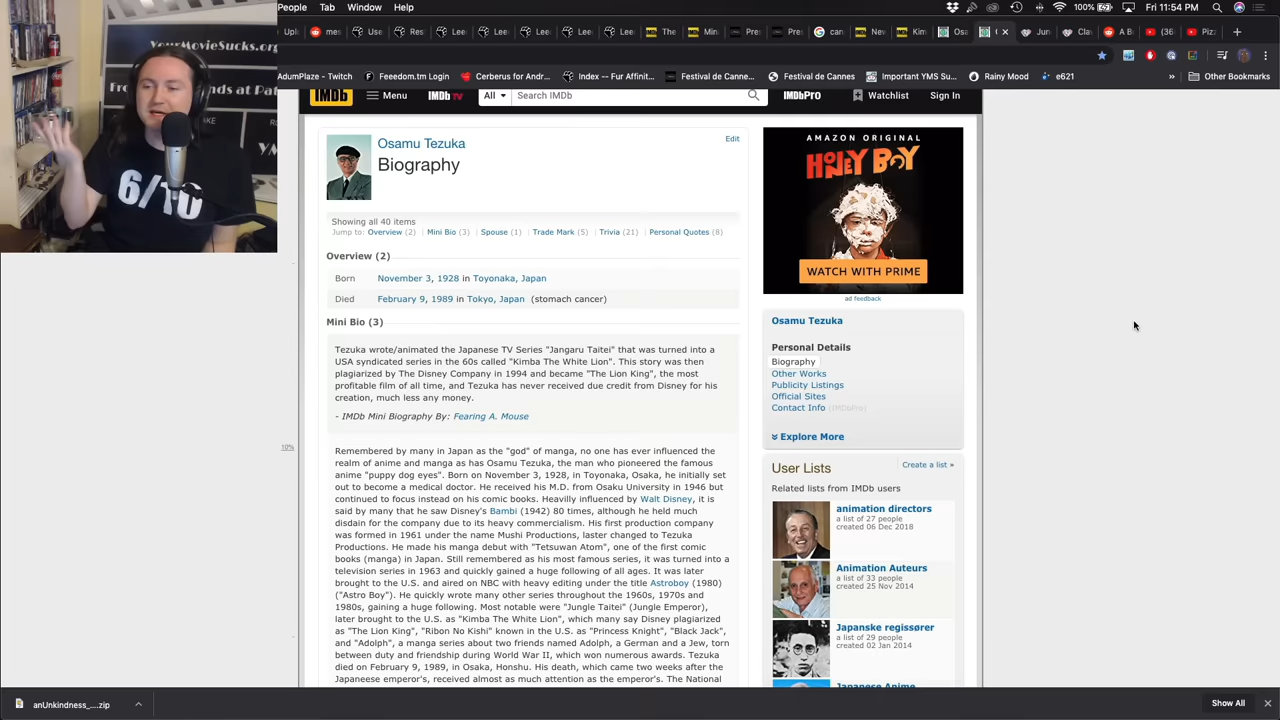 People Tab Window Help
100%
Fri 11:54 PM
AdumPlaze - Twitch
Feeedom.tm Login
Cerberus for Andr...
Index -- Fur Affinit...
Festival de Canne...
Festival de Cannes
Important YMS Su...
Rainy Mood
e621
»
Other Bookmarks
YourMovieSucks.org
6/10
IMDb
Menu
IMDb TV
All
Search IMDb
IMDbPRO
Watchlist
Sign In
Osamu Tezuka
Biography
Edit
Showing all 40 items
Jump to: Overview (2) | Mini Bio (3) | Spouse (1) | Trade Mark (5) | Trivia (21) | Personal Quotes (8)
Overview (2)
Born November 3, 1928 in Toyonaka, Japan
Died February 9, 1989 in Tokyo, Japan (stomach cancer)
Mini Bio (3)
Tezuka wrote/animated the Japanese TV Series "Jangaru Taitei" that was turned into a
USA syndicated series in the 60s called "Kimba The White Lion". This story was then
plagiarized by The Disney Company in 1994 and became "The Lion King", the most
profitable film of all time, and Tezuka has never received due credit from Disney for his
creation, much less any money.
- IMDb Mini Biography By: Fearing A. Mouse
10%
Remembered by many in Japan as the "god" of manga, no one has ever influenced the
realm of anime and manga as has Osamu Tezuka, the man who pioneered the famous
anime "puppy dog eyes". Born on November 3, 1928, in Toyonaka, Osaka, he initially set
out to become a medical doctor. He received his M.D. from Osaku University in 1946 but
continued to focus instead on his comic books. Heavilly influenced by Walt Disney, it is
said by many that he saw Disney's Bambi (1942) 80 times, although he held much
disdain for the company due to its heavy commercialism. His first production company
was formed in 1961 under the name Mushi Productions, laster changed to Tezuka
Productions. He made his manga debut with "Tetsuwan Atom", one of the first comic
books (manga) in Japan. Still remembered as his most famous series, it was turned into a
television series in 1963 and quickly gained a huge following of all ages. It was later
brought to the U.S. and aired on NBC with heavy editing under the title Astroboy (1980)
("Astro Boy"). He quickly wrote many other series throughout the 1960s, 1970s and
1980s, gaining a huge following. Most notable were "Jungle Taitei" (Jungle Emperor),
later brought to the U.S. as "Kimba The White Lion", which many say Disney plagiarized
as "The Lion King", "Ribon No Kishi" known in the U.S. as "Princess Knight", "Black Jack",
and "Adolph", a manga series about two friends named Adolph, a German and a Jew, torn
between duty and friendship during World War II, which won numerous awards. Tezuka
died on February 9, 1989, in Osaka, Honshu. His death, which came two weeks after the
Japaneese emperor's, received almost as much attention as the emperor's. The National
AMAZON ORIGINAL
HONEY BOY
WATCH WITH PRIME
ad feedback
Osamu Tezuka
Personal Details
Biography
Other Works
Publicity Listings
Official Sites
Contact Info (IMDbPro)
Explore More
User Lists
Create a list »
Related lists from IMDb users
animation directors
a list of 27 people
created 06 Dec 2018
Animation Auteurs
a list of 33 people
created 25 Nov 2014
Japanske regissører
a list of 29 people
created 02 Jan 2014
Japanese Anime
anUnkindness_....zip
Show All